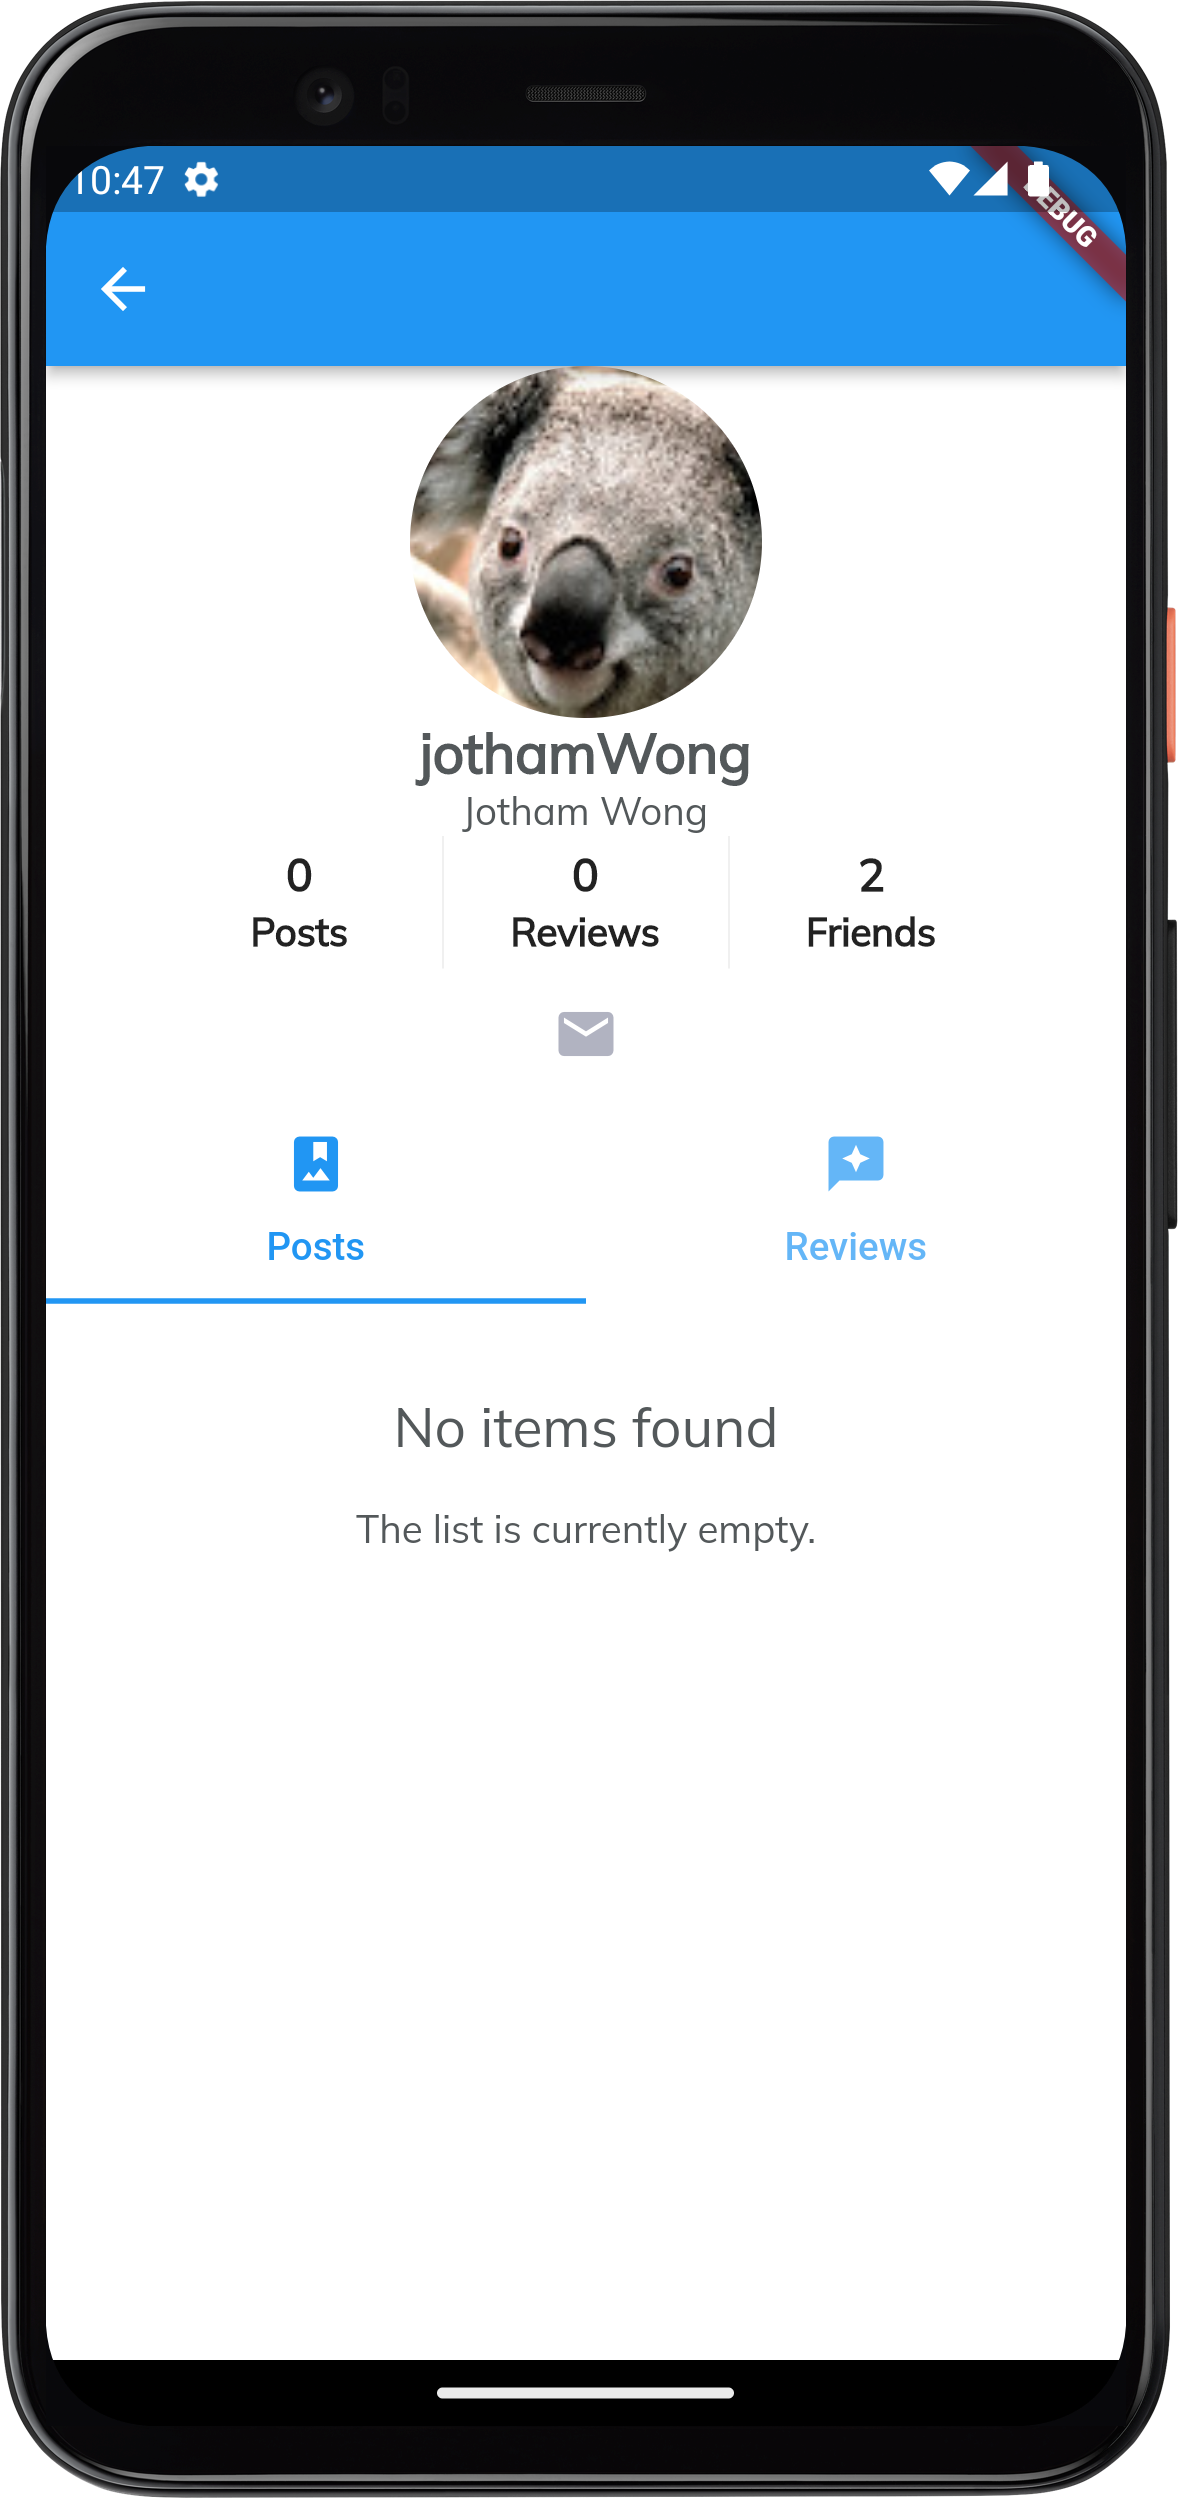 10:47
DEBUG
jothamWong
Jotham Wong
0 0 2
Posts Reviews Friends
Posts Reviews
No items found
The list is currently empty.